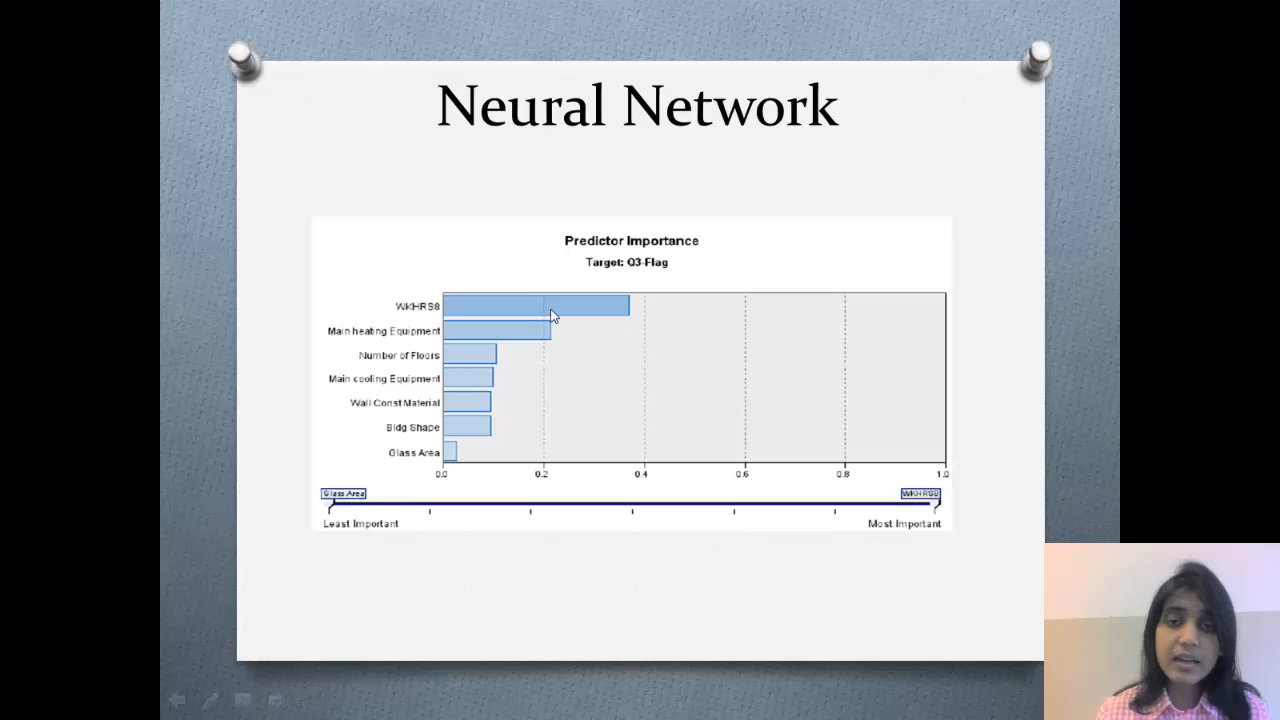 Neural Network
Predictor Importance
Target: Q3-Flag
WKHRS8
Main heating Equipment
Number of Floors
Main cooling Equipment
Wall Const Material
Bldg Shape
Glass Area
0.0 0.2 0.4 0.6 0.8 1.0
Glass Area WKHRS8
Least Important Most Important